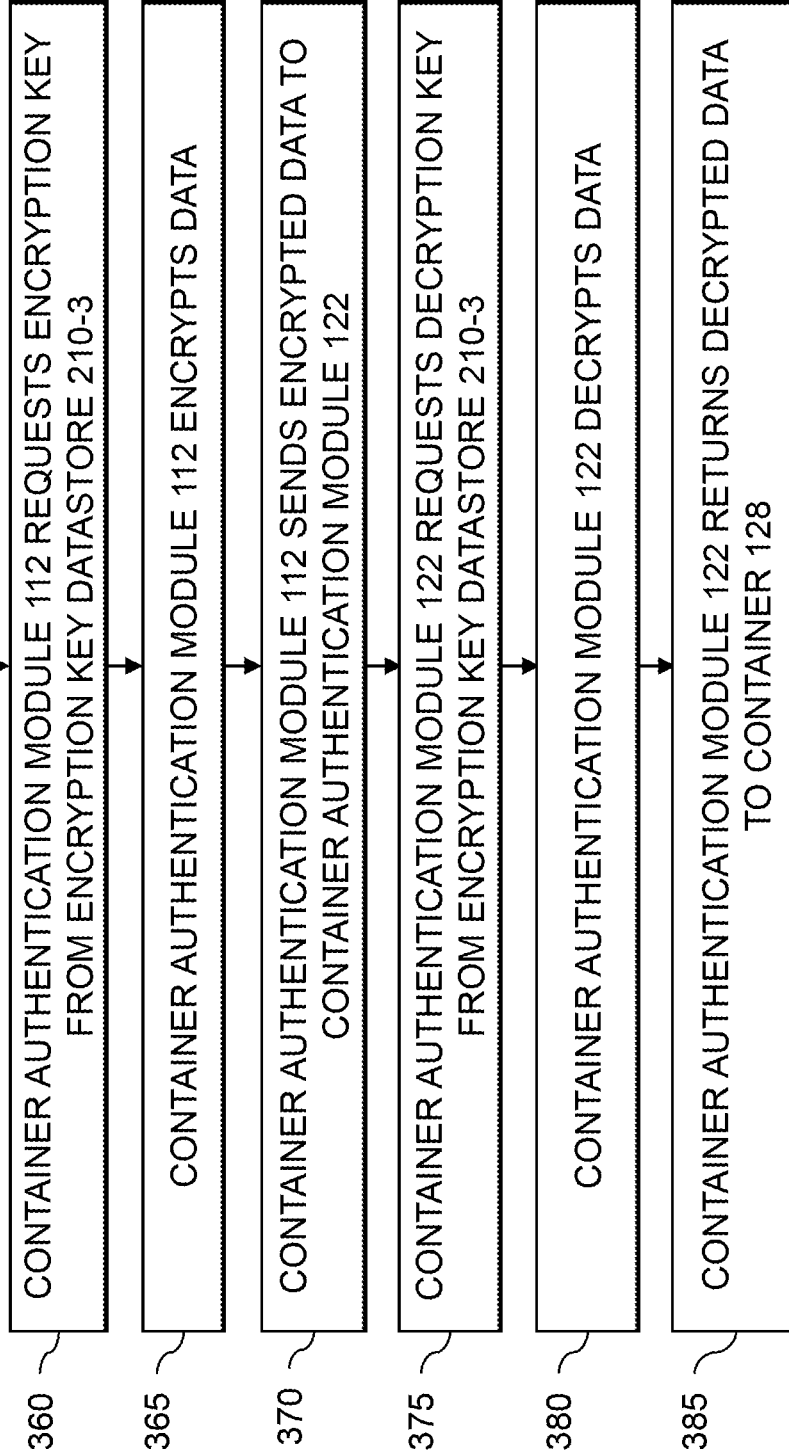 360
CONTAINER AUTHENTICATION MODULE 112 REQUESTS ENCRYPTION KEY
FROM ENCRYPTION KEY DATASTORE 210-3
365
CONTAINER AUTHENTICATION MODULE 112 ENCRYPTS DATA
370
CONTAINER AUTHENTICATION MODULE 112 SENDS ENCRYPTED DATA TO
CONTAINER AUTHENTICATION MODULE 122
375
CONTAINER AUTHENTICATION MODULE 122 REQUESTS DECRYPTION KEY
FROM ENCRYPTION KEY DATASTORE 210-3
380
CONTAINER AUTHENTICATION MODULE 122 DECRYPTS DATA
385
CONTAINER AUTHENTICATION MODULE 122 RETURNS DECRYPTED DATA
TO CONTAINER 128